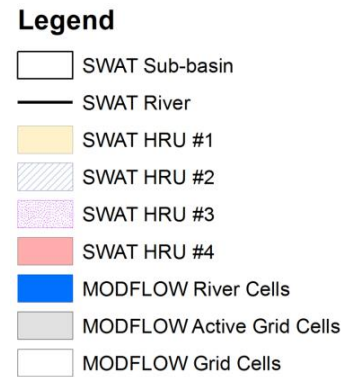 Legend
SWAT Sub-basin
SWAT River
SWAT HRU #1
SWAT HRU #2
SWAT HRU #3
SWAT HRU #4
MODFLOW River Cells
MODFLOW Active Grid Cells
MODFLOW Grid Cells